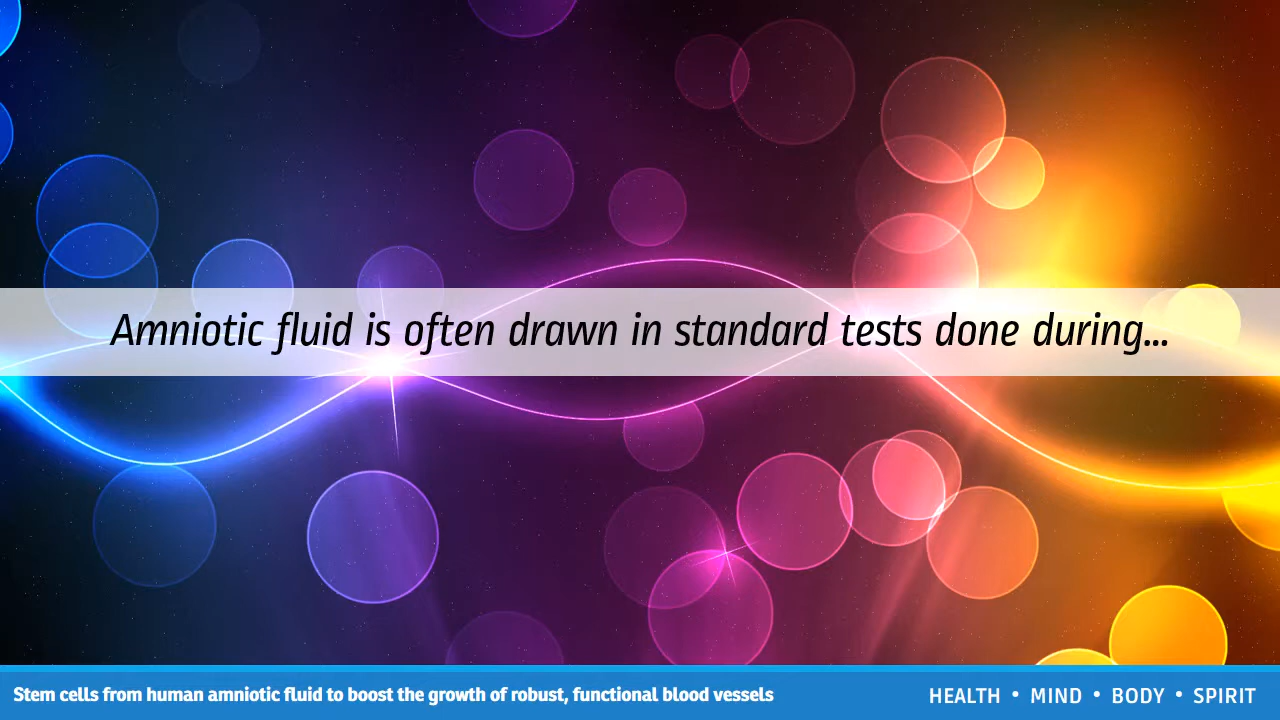 Amniotic fluid is often drawn in standard tests done during...
Stem cells from human amniotic fluid to boost the growth of robust, functional blood vessels
HEALTH • MIND • BODY • SPIRIT